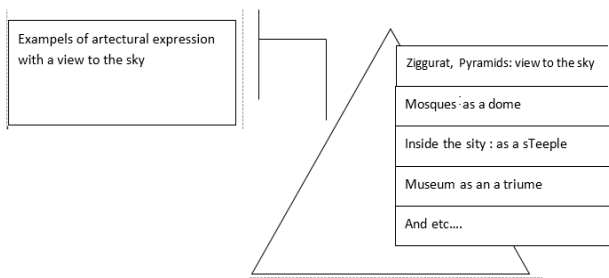 Exampels of artectural expression
with a view to the sky
Ziggurat, Pyramids: view to the sky
Mosques as a dome
Inside the sity : as a sTeeple
Museum as an a triume
And etc....